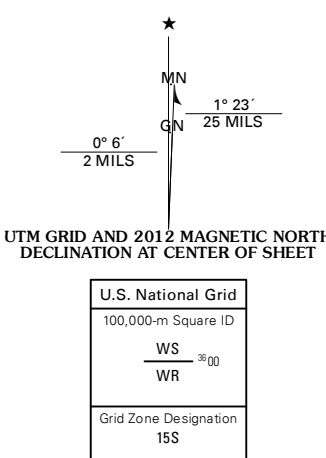 ★
MN
GN
1° 23´
25 MILS
0° 6´
2 MILS
UTM GRID AND 2012 MAGNETIC NORTH
DECLINATION AT CENTER OF SHEET
U.S. National Grid
100,000-m Square ID
WS
3600
WR
Grid Zone Designation
15S